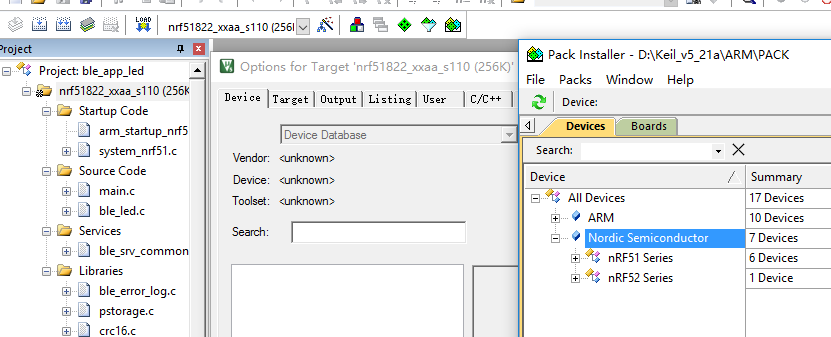 nrf51822_xxaa_s110 (256K
Project
Project: ble_app_led
nrf51822_xxaa_s110 (256K
Startup Code
arm_startup_nrf5
system_nrf51.c
Source Code
main.c
ble_led.c
Services
ble_srv_common
Libraries
ble_error_log.c
pstorage.c
crc16.c
Options for Target 'nrf51822_xxaa_s110 (256K)'
Device Target Output Listing User C/C++
Device Database
Vendor: <unknown>
Device: <unknown>
Toolset: <unknown>
Search:
Pack Installer - D:\Keil_v5_21a\ARM\PACK
File Packs Window Help
Device:
Devices Boards
Search:
Device Summary
All Devices 17 Devices
ARM 10 Devices
Nordic Semiconductor 7 Devices
nRF51 Series 6 Devices
nRF52 Series 1 Device